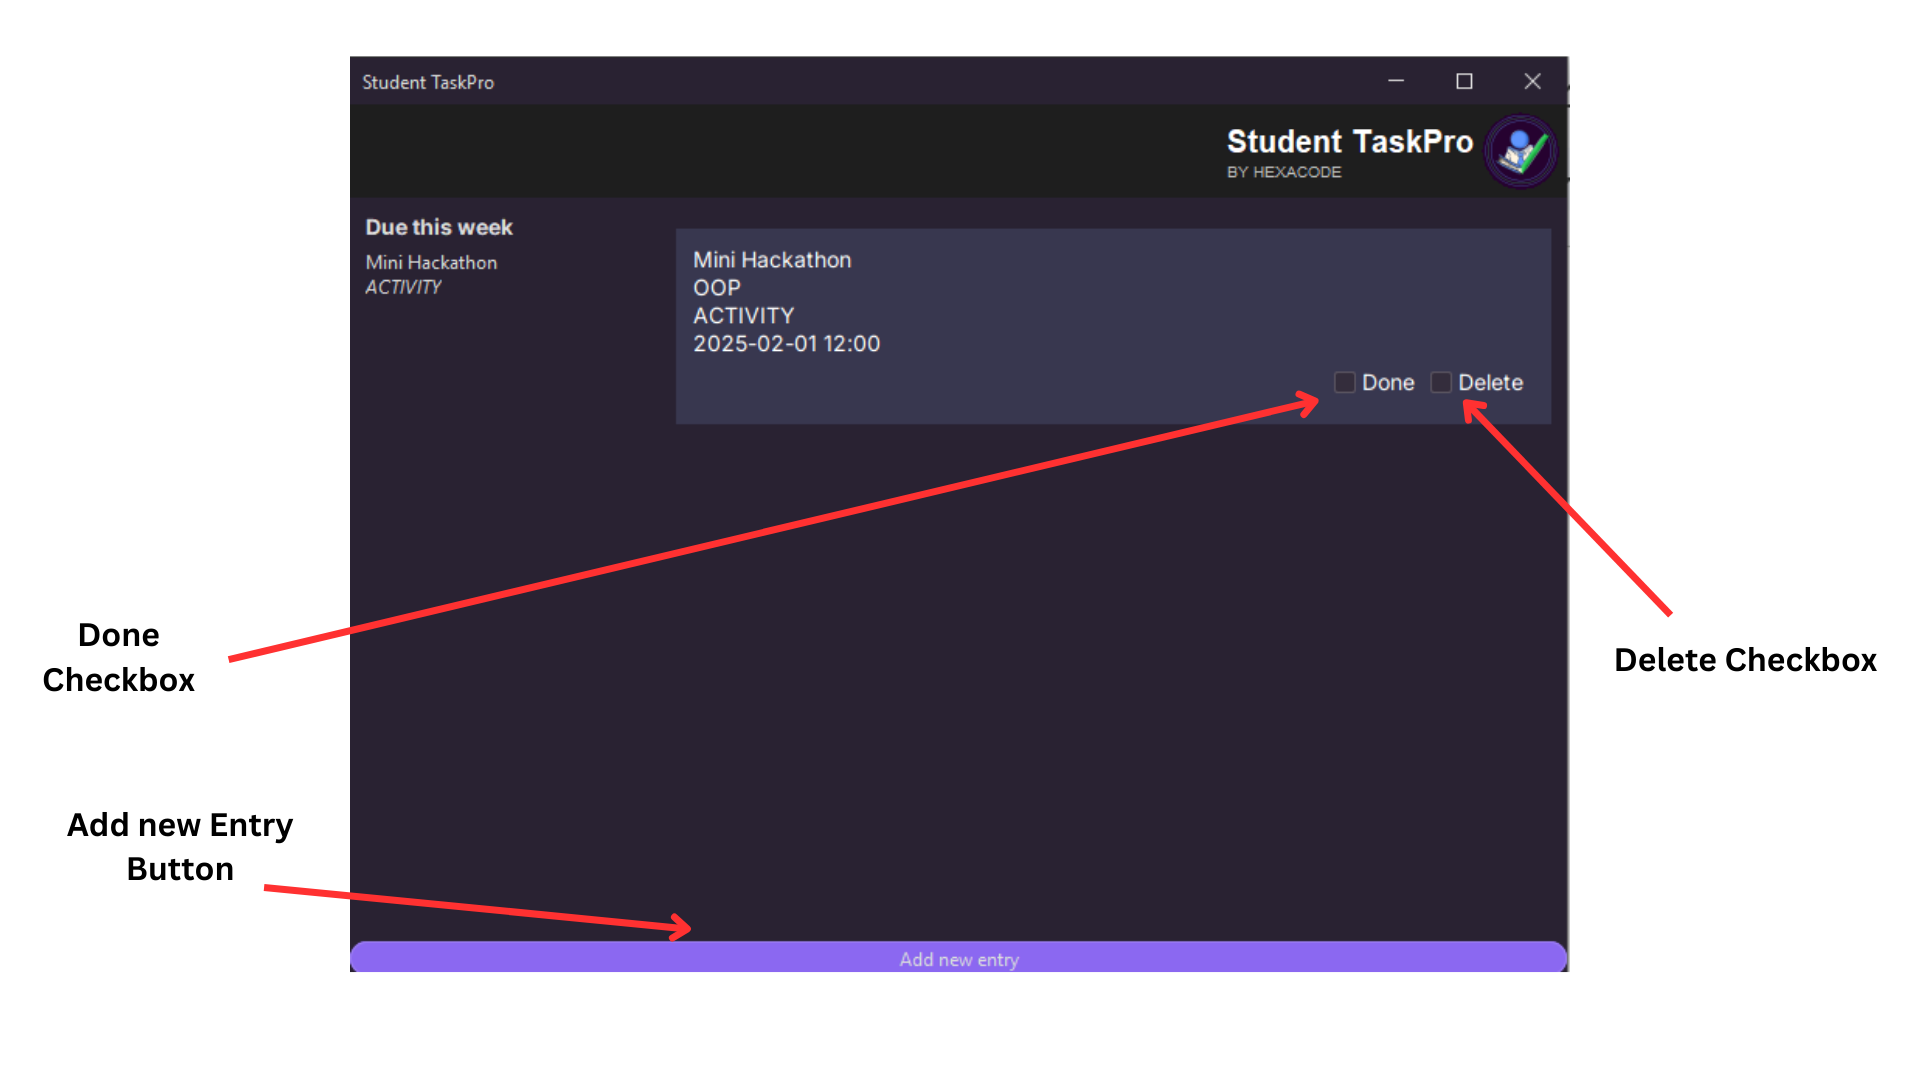 Student TaskPro
Student TaskPro
BY HEXACODE
Due this week
Mini Hackathon
ACTIVITY
Mini Hackathon
OOP
ACTIVITY
2025-02-01 12:00
Done Delete
Done
Checkbox
Delete Checkbox
Add new Entry
Button
Add new entry